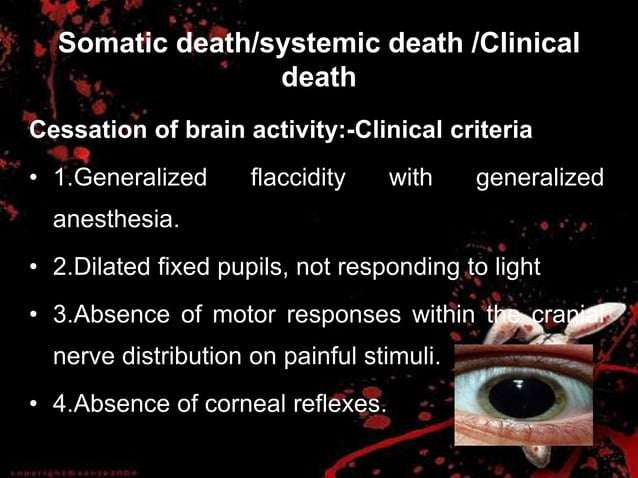 Somatic death/systemic death /Clinical
death
Cessation of brain activity:-Clinical criteria
• 1.Generalized flaccidity with generalized
anesthesia.
• 2.Dilated fixed pupils, not responding to light
• 3.Absence of motor responses within the cranial
nerve distribution on painful stimuli.
• 4.Absence of corneal reflexes.